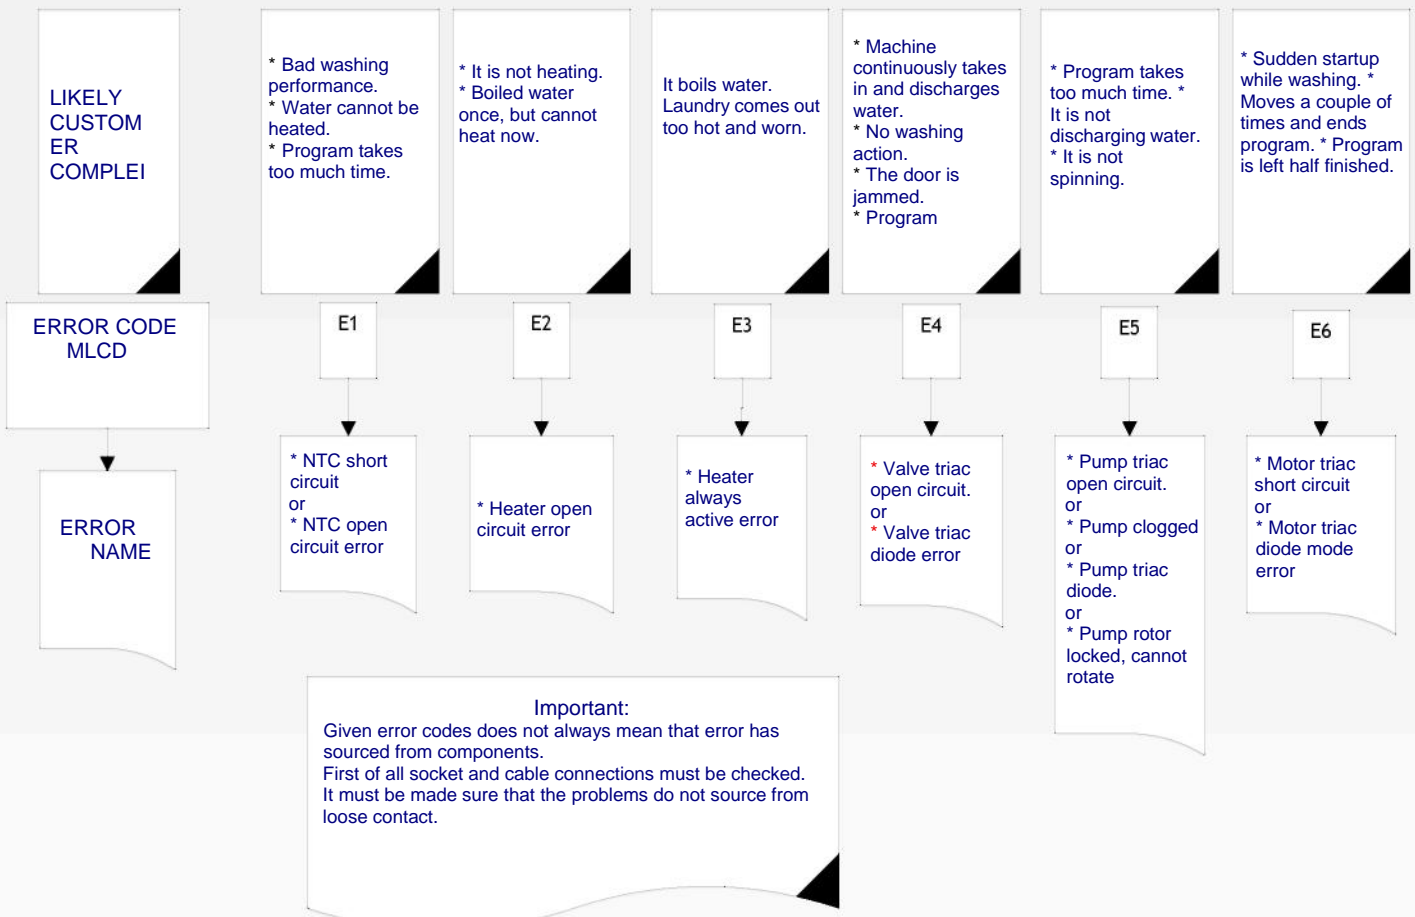 LIKELY
CUSTOM
ER
COMPLEI
* Bad washing
performance.
* Water cannot be
heated.
* Program takes
too much time.
* It is not heating.
* Boiled water
once, but cannot
heat now.
It boils water.
Laundry comes out
too hot and worn.
* Machine
continuously takes
in and discharges
water.
* No washing
action.
* The door is
jammed.
* Program
* Program takes
too much time. *
It is not
discharging water.
* It is not
spinning.
* Sudden startup
while washing. *
Moves a couple of
times and ends
program. * Program
is left half finished.
ERROR CODE
MLCD
E1
E2
E3
E4
E5
E6
ERROR
NAME
* NTC short
circuit
or
* NTC open
circuit error
* Heater open
circuit error
* Heater
always
active error
* Valve triac
open circuit.
or
* Valve triac
diode error
* Pump triac
open circuit.
or
* Pump clogged
or
* Pump triac
diode.
or
* Pump rotor
locked, cannot
rotate
* Motor triac
short circuit
or
* Motor triac
diode mode
error
Important:
Given error codes does not always mean that error has
sourced from components.
First of all socket and cable connections must be checked.
It must be made sure that the problems do not source from
loose contact.